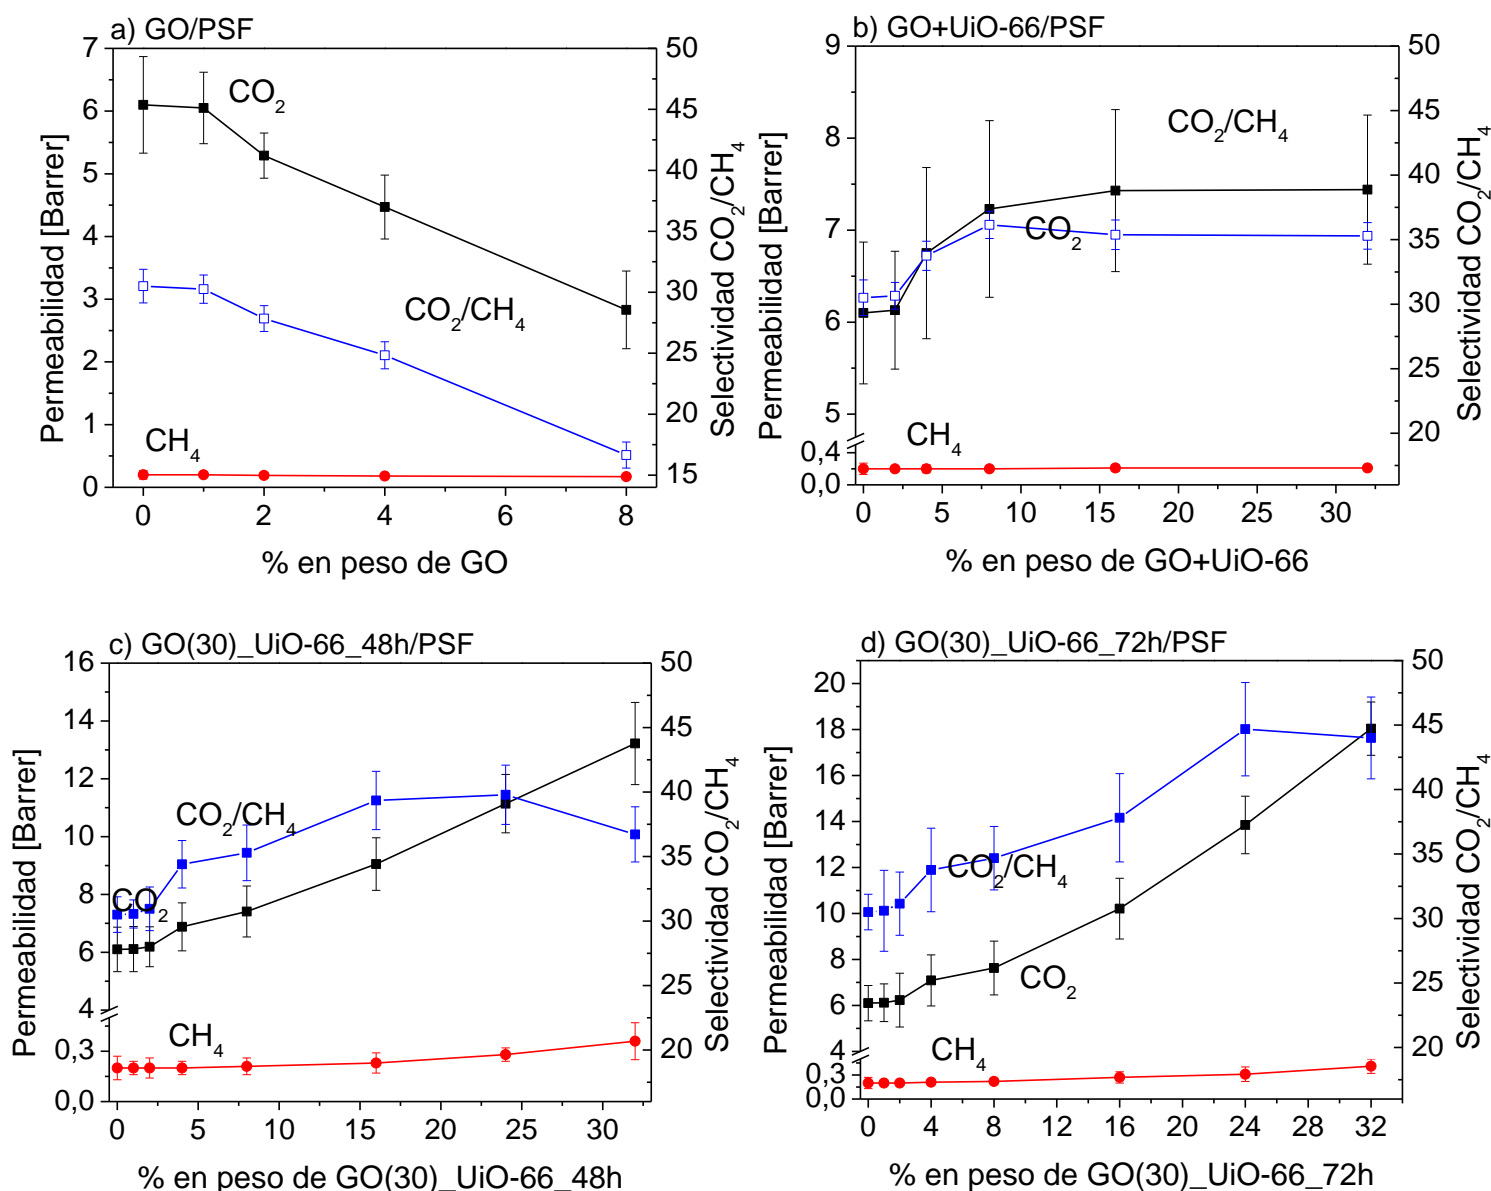 a) GO/PSF
7
6
5
4
3
2
1
0
Permeabilidad [Barrer]
CO₂
CO₂/CH₄
CH₄
50
45
40
35
30
25
20
15
Selectividad CO₂/CH₄
0 2 4 6 8
% en peso de GO
b) GO+UiO-66/PSF
9
8
7
6
5
0,4
0,0
Permeabilidad [Barrer]
CO₂/CH₄
CO₂
CH₄
50
45
40
35
30
25
20
Selectividad CO₂/CH₄
0 5 10 15 20 25 30
% en peso de GO+UiO-66
c) GO(30)_UiO-66_48h/PSF
16
14
12
10
8
6
4
0,3
0,0
Permeabilidad [Barrer]
CO₂/CH₄
CO₂
CH₄
50
45
40
35
30
25
20
Selectividad CO₂/CH₄
0 5 10 15 20 25 30
% en peso de GO(30)_UiO-66_48h
d) GO(30)_UiO-66_72h/PSF
20
18
16
14
12
10
8
6
4
0,3
0,0
Permeabilidad [Barrer]
CO₂/CH₄
CO₂
CH₄
50
45
40
35
30
25
20
Selectividad CO₂/CH₄
0 4 8 12 16 20 24 28 32
% en peso de GO(30)_UiO-66_72h